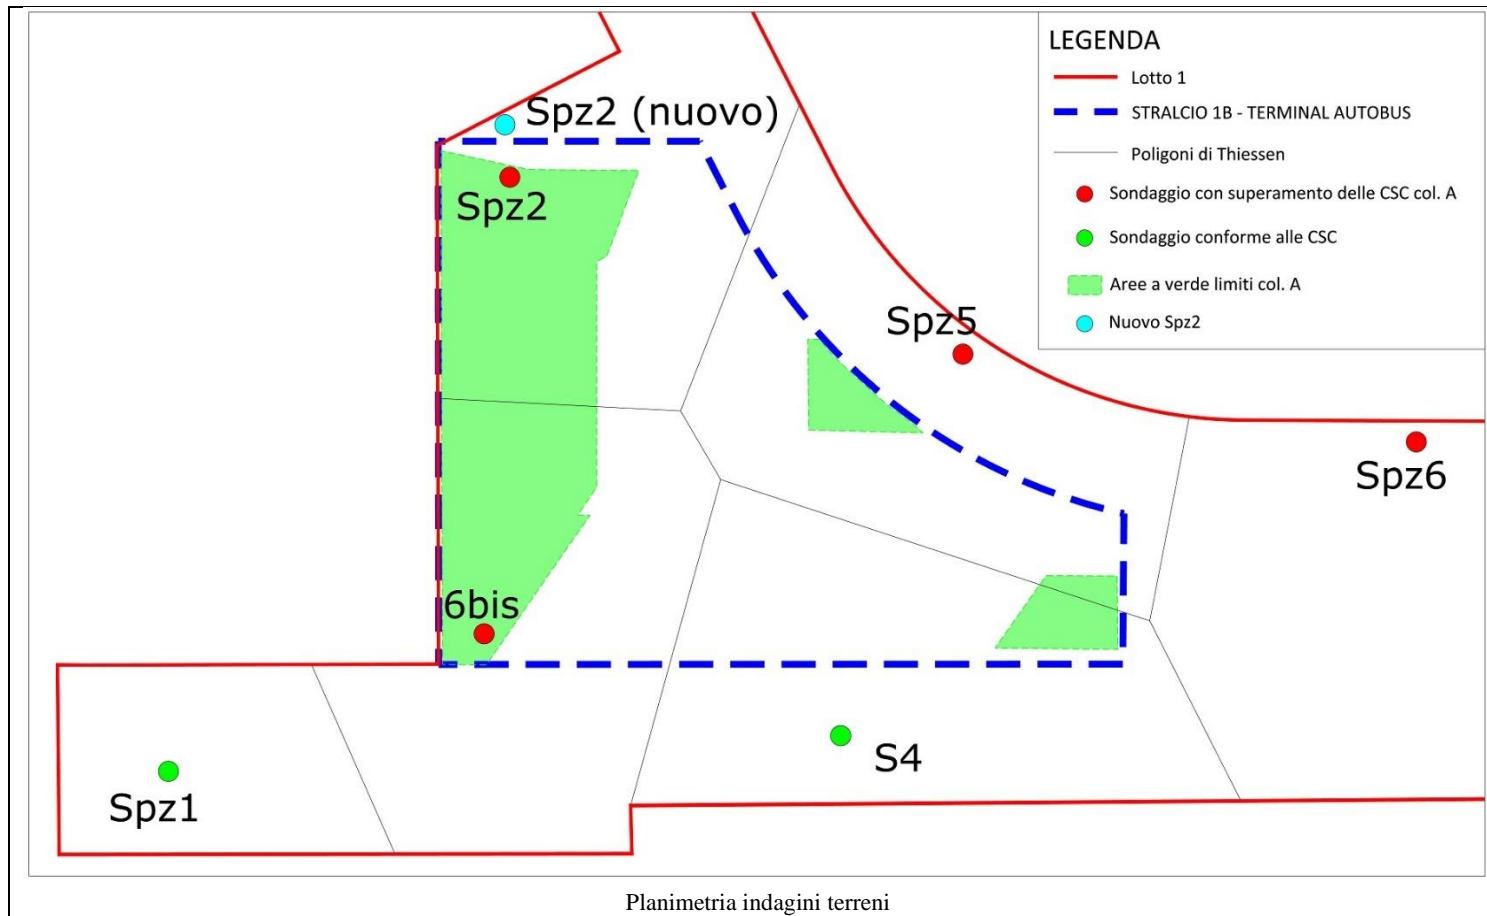 LEGENDA
Lotto 1
STRALCIO 1B - TERMINAL AUTOBUS
Poligoni di Thiessen
Sondaggio con superamento delle CSC col. A
Sondaggio conforme alle CSC
Aree a verde limiti col. A
Nuovo Spz2
Spz2 (nuovo)
Spz2
Spz5
Spz6
6bis
S4
Spz1
Planimetria indagini terreni